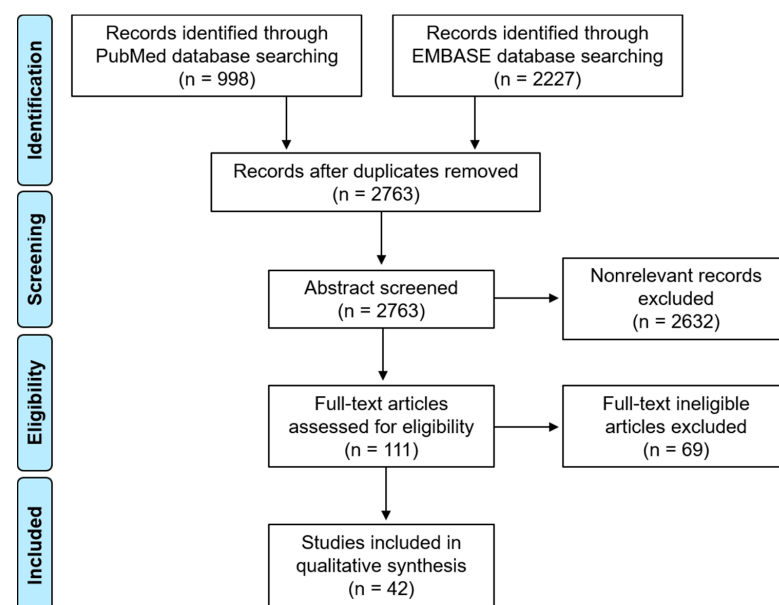 Identification
Records identified through
PubMed database searching
(n = 998)
Records identified through
EMBASE database searching
(n = 2227)
Records after duplicates removed
(n = 2763)
Screening
Abstract screened
(n = 2763)
Nonrelevant records
excluded
(n = 2632)
Eligibility
Full-text articles
assessed for eligibility
(n = 111)
Full-text ineligible
articles excluded
(n = 69)
Included
Studies included in
qualitative synthesis
(n = 42)